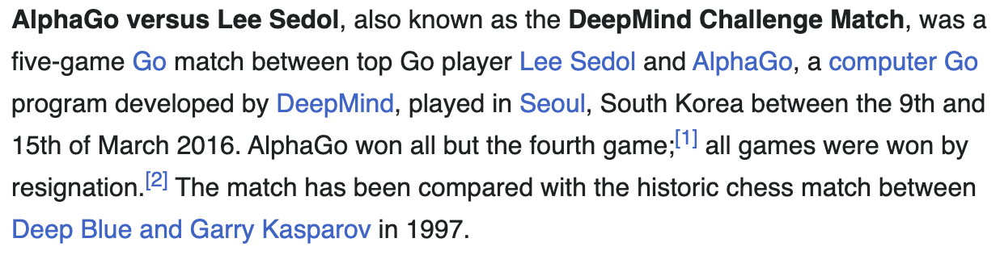 AlphaGo versus Lee Sedol, also known as the DeepMind Challenge Match, was a
five-game Go match between top Go player Lee Sedol and AlphaGo, a computer Go
program developed by DeepMind, played in Seoul, South Korea between the 9th and
15th of March 2016. AlphaGo won all but the fourth game;[1] all games were won by
resignation.[2] The match has been compared with the historic chess match between
Deep Blue and Garry Kasparov in 1997.